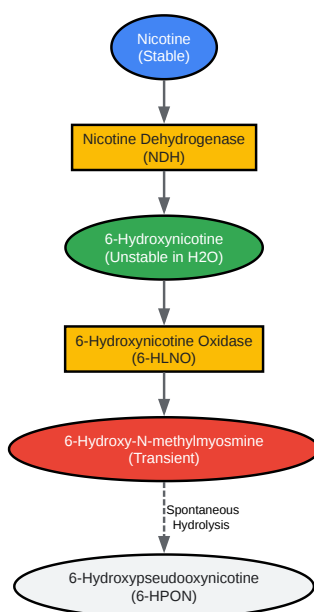 Nicotine
(Stable)
Nicotine Dehydrogenase
(NDH)
6-Hydroxynicotine
(Unstable in H2O)
6-Hydroxynicotine Oxidase
(6-HLNO)
6-Hydroxy-N-methylmyosmine
(Transient)
Spontaneous
Hydrolysis
6-Hydroxypseudooxynicotine
(6-HPON)